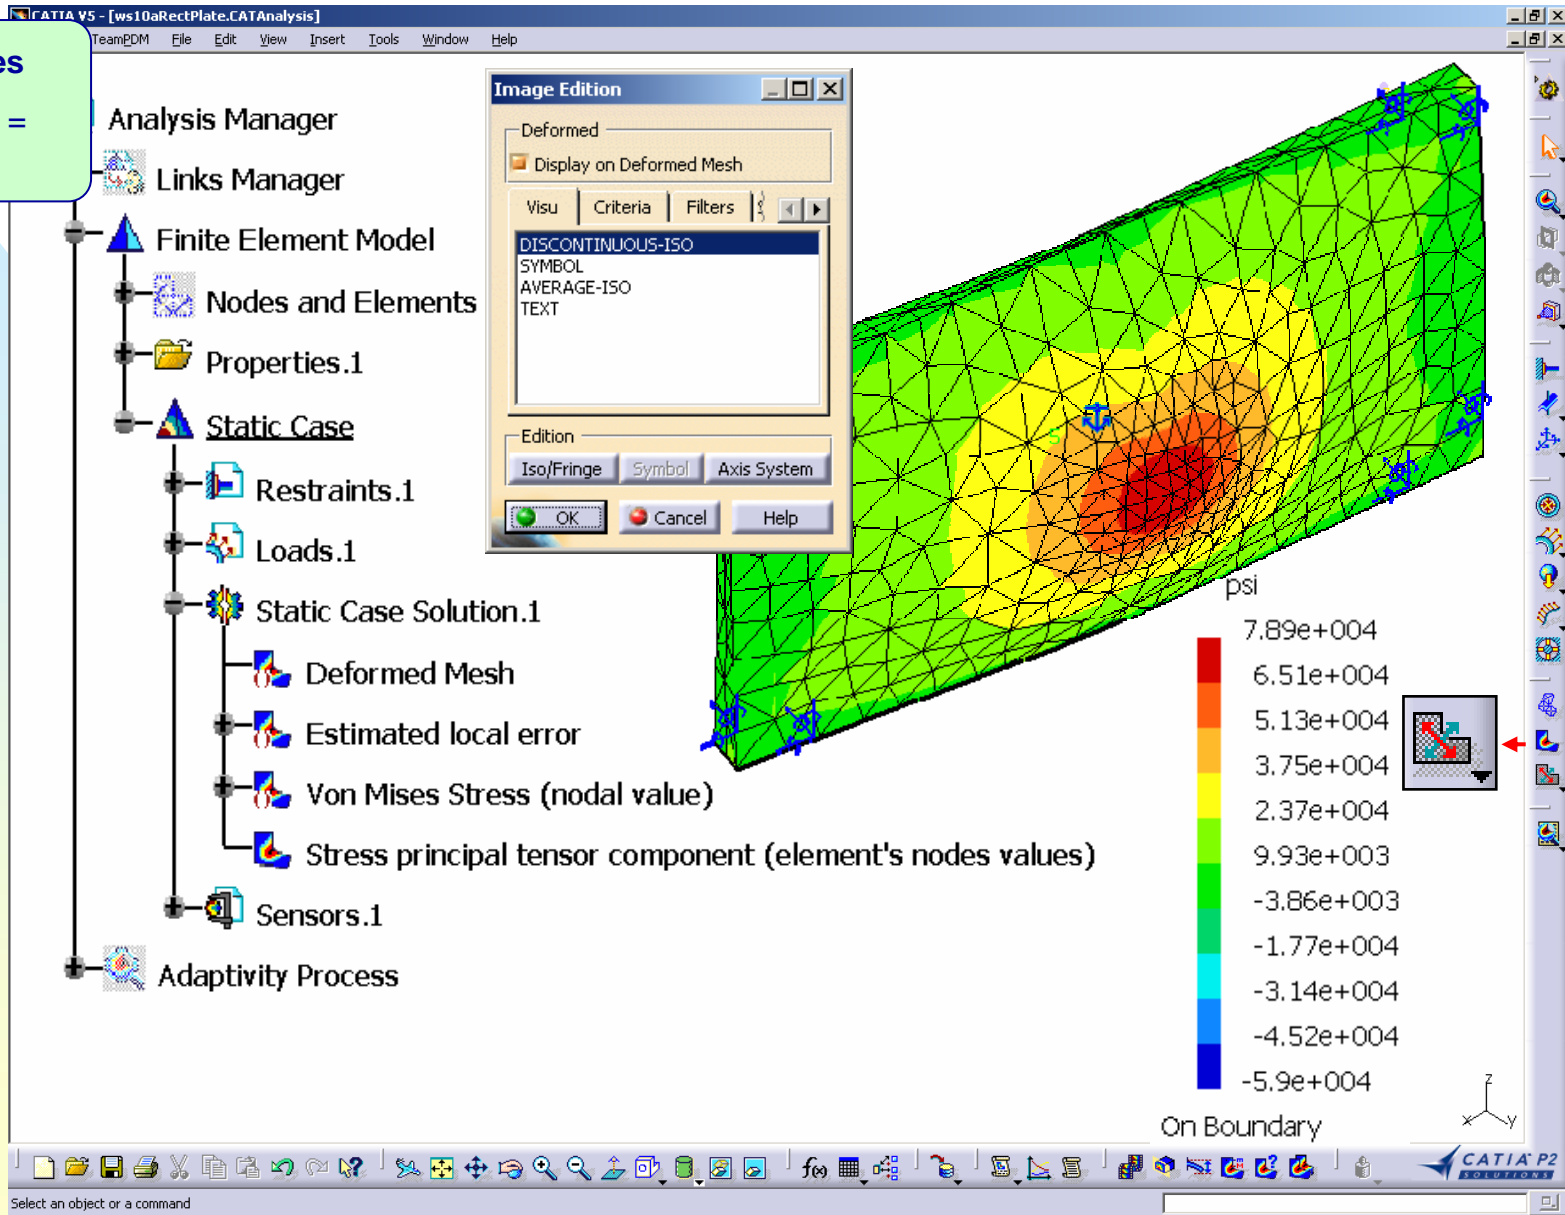 CATIA V5 - [ws10aRectPlate.CATAnalysis]
TeamPDM File Edit View Insert Tools Window Help
es
=
Analysis Manager
Links Manager
Finite Element Model
Nodes and Elements
Properties.1
Static Case
Restraints.1
Loads.1
Static Case Solution.1
Deformed Mesh
Estimated local error
Von Mises Stress (nodal value)
Stress principal tensor component (element's nodes values)
Sensors.1
Adaptivity Process
Image Edition
Deformed
Display on Deformed Mesh
Visu Criteria Filters
DISCONTINUOUS-ISO
SYMBOL
AVERAGE-ISO
TEXT
Edition
Iso/Fringe Symbol Axis System
OK Cancel Help
psi
7.89e+004
6.51e+004
5.13e+004
3.75e+004
2.37e+004
9.93e+003
-3.86e+003
-1.77e+004
-3.14e+004
-4.52e+004
-5.9e+004
On Boundary
z
x y
f(x)
CATIA P2
SOLUTIONS
Select an object or a command